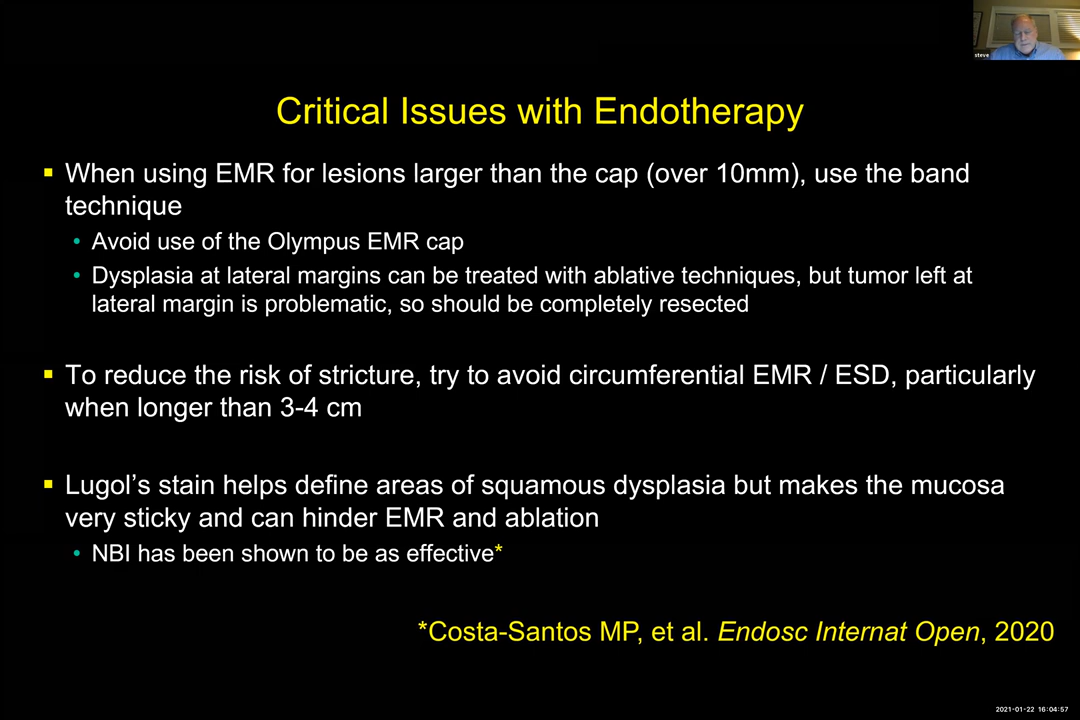 steve
Critical Issues with Endotherapy
When using EMR for lesions larger than the cap (over 10mm), use the band
technique
Avoid use of the Olympus EMR cap
Dysplasia at lateral margins can be treated with ablative techniques, but tumor left at
lateral margin is problematic, so should be completely resected
To reduce the risk of stricture, try to avoid circumferential EMR / ESD, particularly
when longer than 3-4 cm
Lugol’s stain helps define areas of squamous dysplasia but makes the mucosa
very sticky and can hinder EMR and ablation
NBI has been shown to be as effective*
*Costa-Santos MP, et al. Endosc Internat Open, 2020
2021-01-22 16:04:57